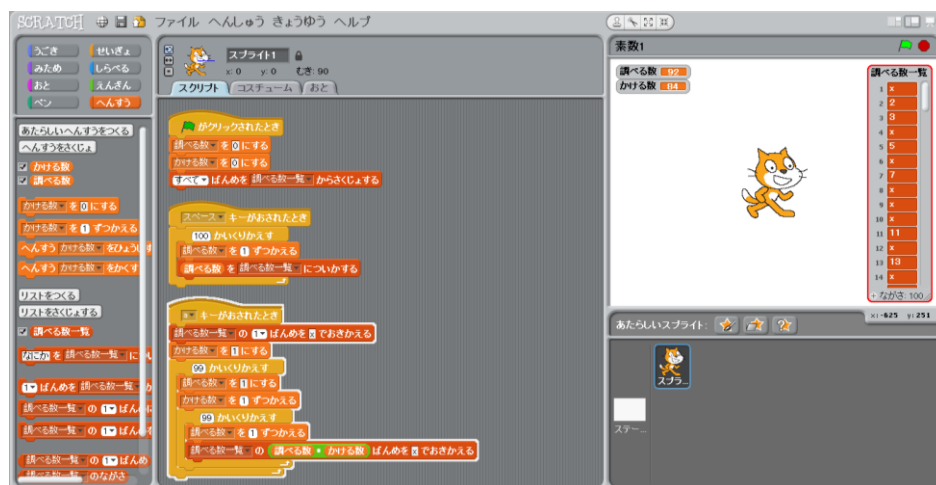 SCRATCH ファイル へんしゅう きょうゆう ヘルプ
うごき せいぎょ
みため しらべる
おと えんざん
ペン へんすう
あたらしいへんすうをつくる
へんすうをさくじょ
かける数
調べる数
かける数 を 0 にする
かける数 を 1 ずつかえる
へんすう かける数 をひょうじす
へんすう かける数 をかくす
リストをつくる
リストをさくじょする
調べる数一覧
なにか を 調べる数一覧 につ
1 ばんめを 調べる数一覧 か
調べる数一覧 の 1 ばんめに
調べる数一覧 の 1 ばんめを
調べる数一覧 の 1 ばんめ
調べる数一覧 のながさ
スプライト1
x: 0 y: 0 むき: 90
スクリプト コスチューム おと
がクリックされたとき
調べる数 を 0 にする
かける数 を 0 にする
すべて ばんめを 調べる数一覧 からさくじょする
スペース キーがおされたとき
100 かいくりかえす
調べる数 を 1 ずつかえる
調べる数 を 調べる数一覧 についかする
キーがおされたとき
調べる数一覧 の 1 ばんめを x でおきかえる
かける数 を 1 にする
99 かいくりかえす
調べる数 を 1 にする
かける数 を 1 ずつかえる
99 かいくりかえす
調べる数 を 1 ずつかえる
調べる数一覧 の 調べる数 * かける数 ばんめを x でおきかえる
素数1
調べる数 92
かける数 84
調べる数一覧
1 x
2 2
3 3
4 x
5 5
6 x
7 7
8 x
9 x
10 x
11 11
12 x
13 13
14 x
+ ながさ: 100
x: -625 y: 251
あたらしいスプライト:
スプラ...
ステー...